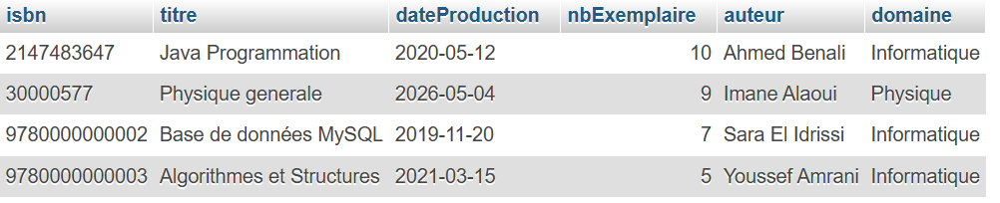 isbn titre dateProduction nbExemplaire auteur domaine
2147483647 Java Programmation 2020-05-12 10 Ahmed Benali Informatique
30000577 Physique generale 2026-05-04 9 Imane Alaoui Physique
9780000000002 Base de données MySQL 2019-11-20 7 Sara El Idrissi Informatique
9780000000003 Algorithmes et Structures 2021-03-15 5 Youssef Amrani Informatique